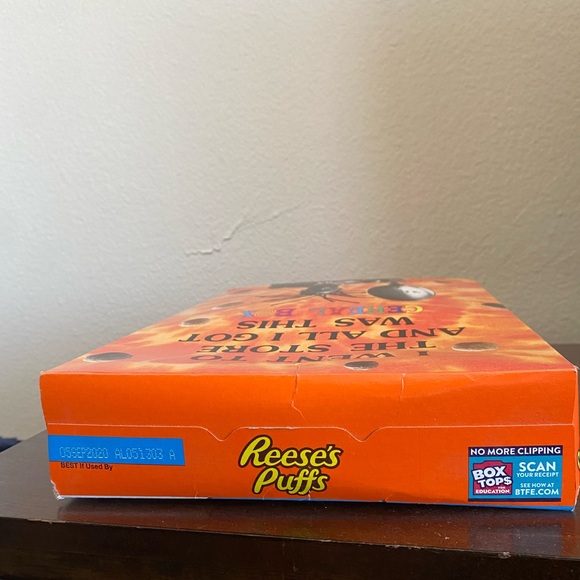 I WENT TO
THE STORE
AND ALL I GOT
WAS THIS
05SEP2020 AL051303 A
BEST If Used By
Reese's
Puffs
NO MORE CLIPPING
BOX
TOPS
FOR
EDUCATION
SCAN
YOUR RECEIPT
SEE HOW AT
BTFE.COM